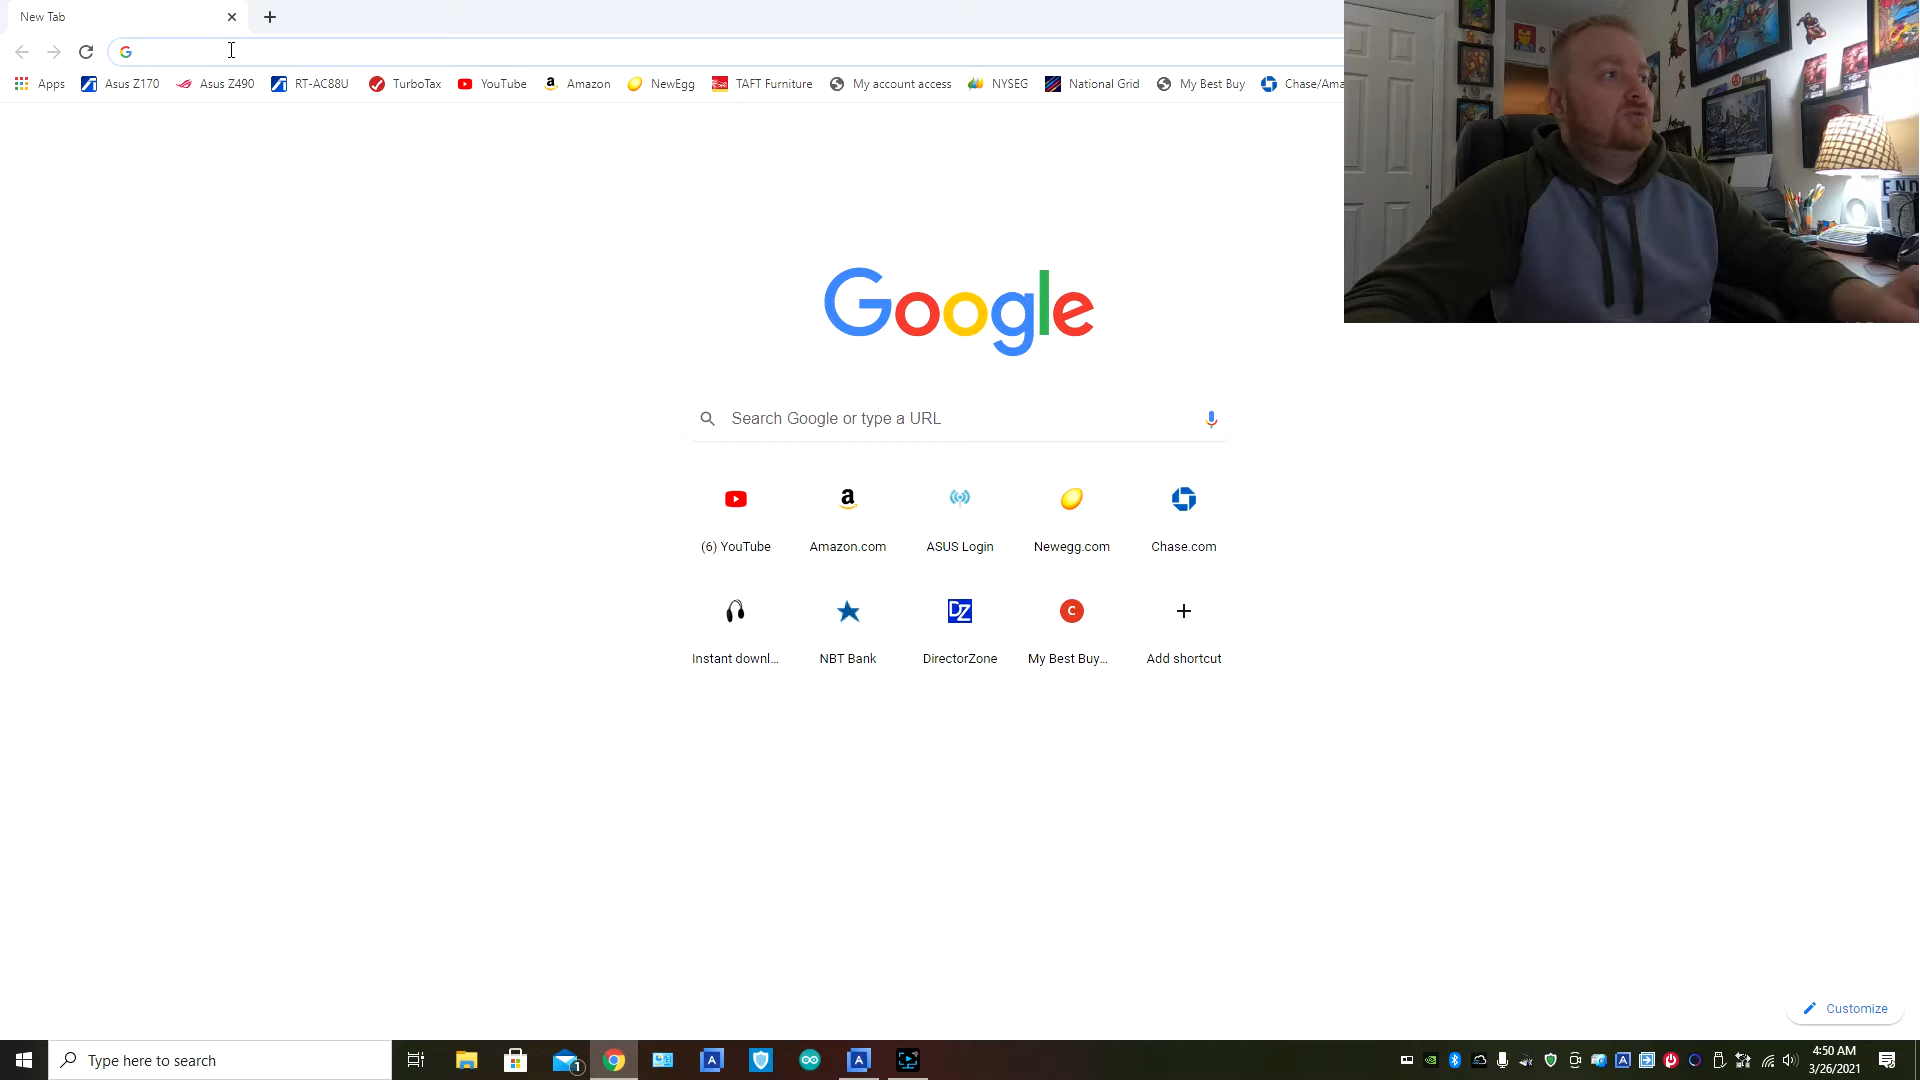 New Tab
Apps Asus Z170 Asus Z490 RT-AC88U TurboTax YouTube Amazon NewEgg TAFT Furniture My account access NYSEG National Grid My Best Buy Chase/Ama
END
Google
Search Google or type a URL
(6) YouTube Amazon.com ASUS Login Newegg.com Chase.com
DZ C
Instant downl... NBT Bank DirectorZone My Best Buy... Add shortcut
Customize
Type here to search
1
4:50 AM
3/26/2021